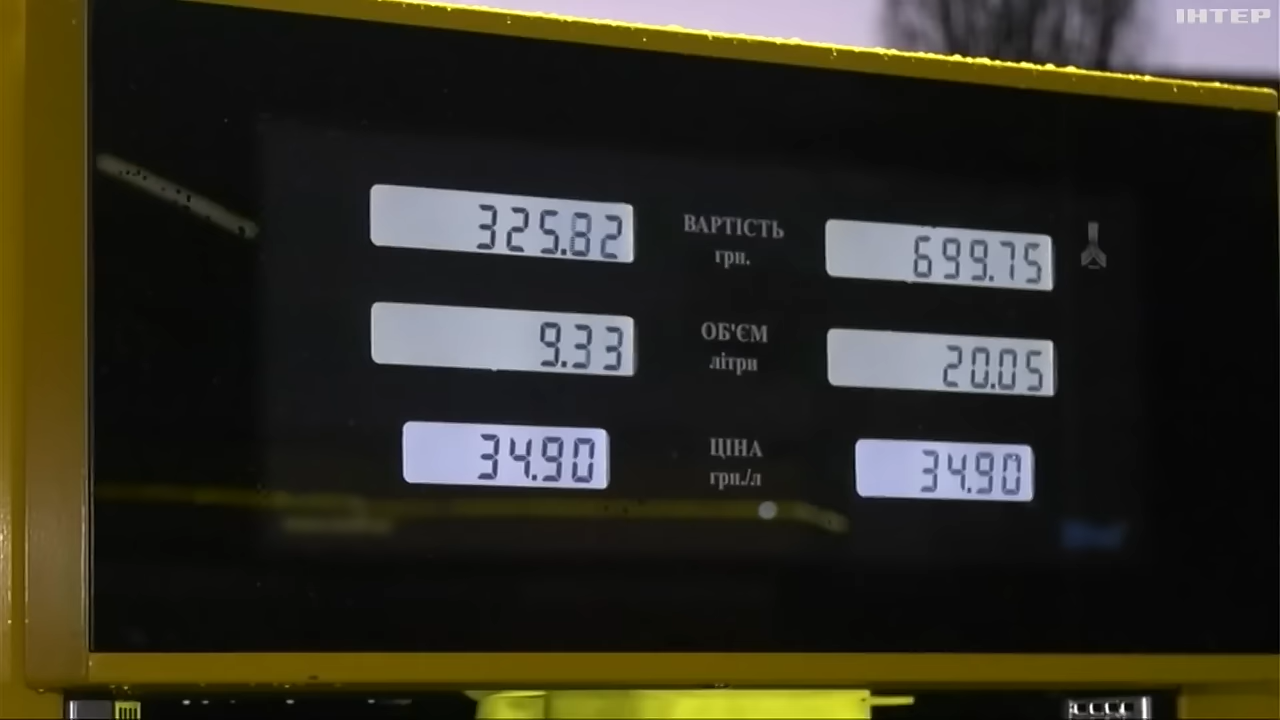 ІНТЕР
325.82
ВАРТІСТЬ
грн.
699.75
9.33
ОБ'ЄМ
літри
20.05
34.90
ЦІНА
грн./л
34.90